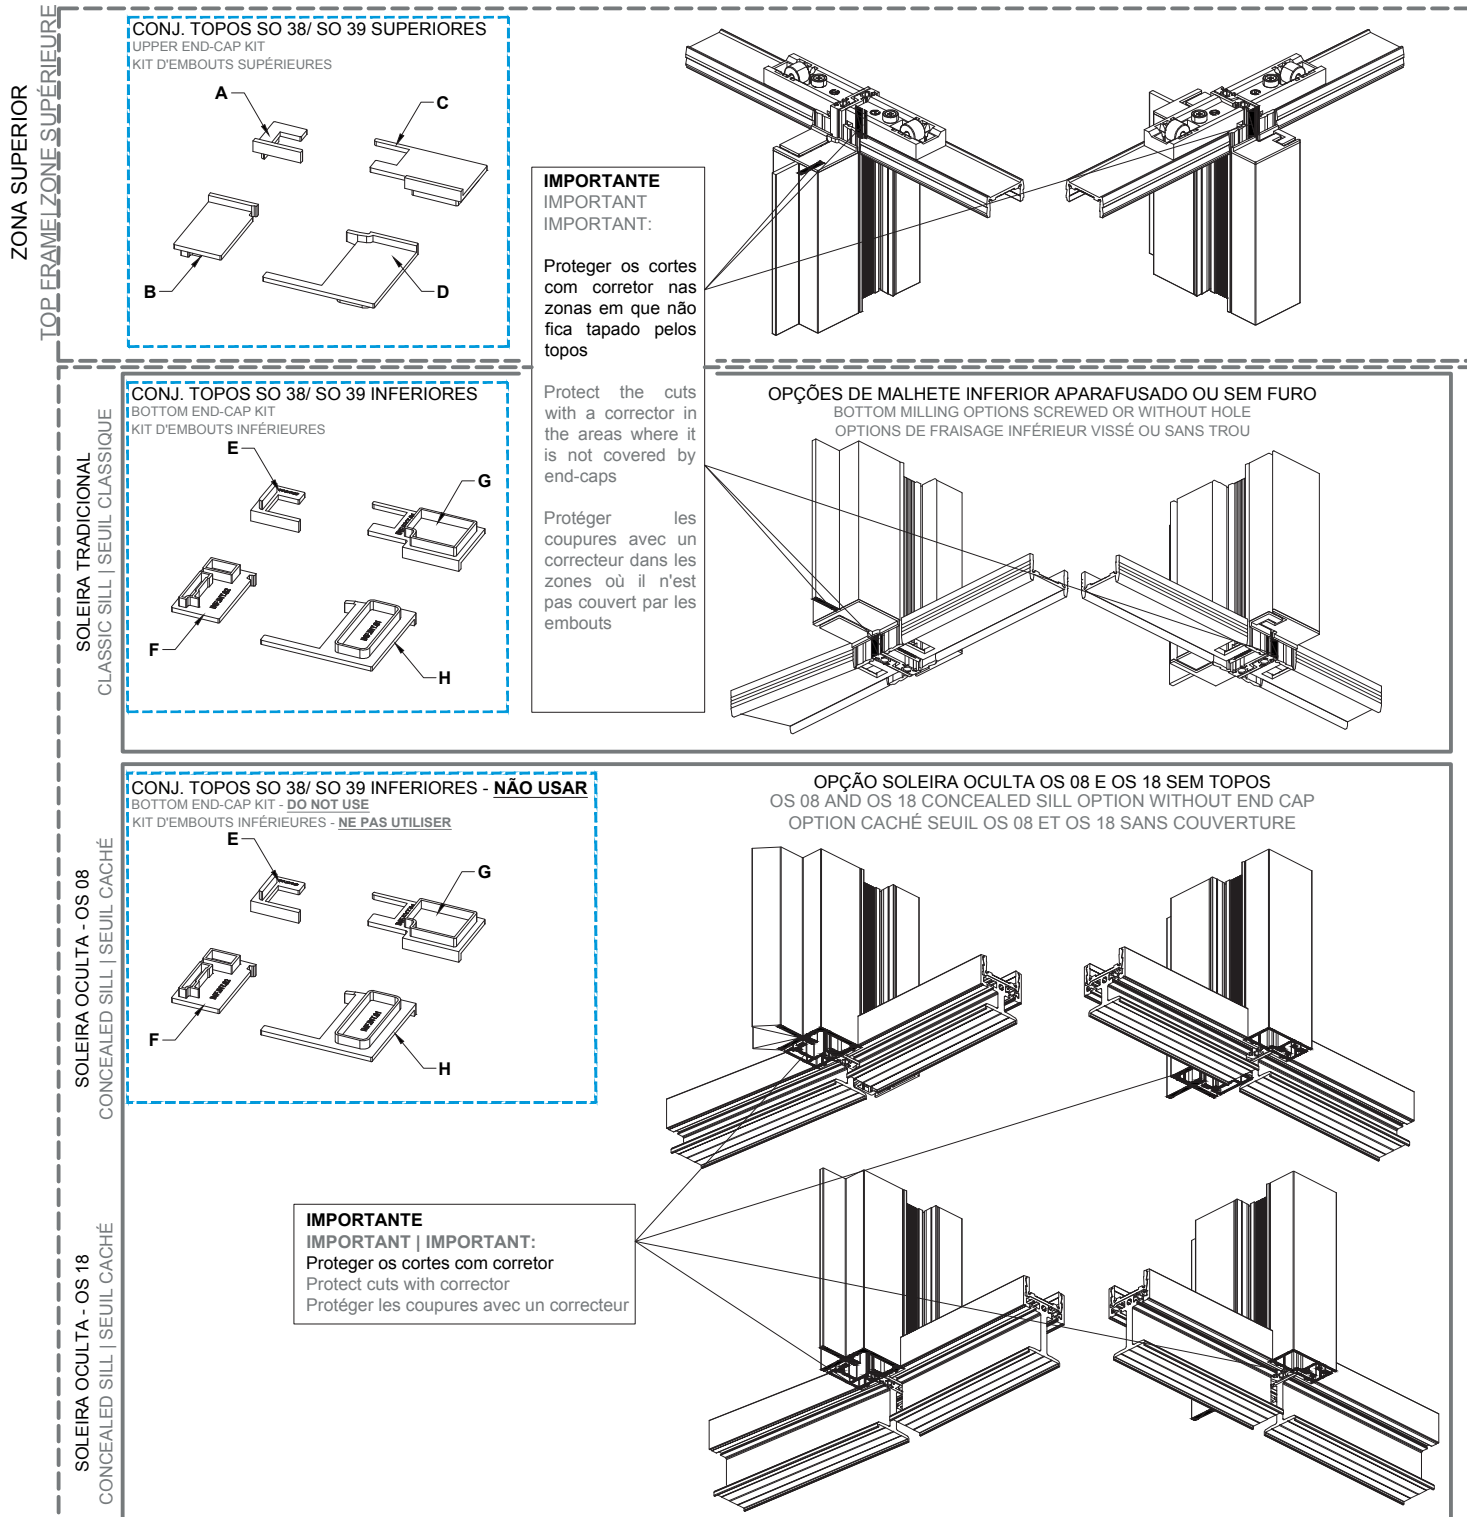 ZONA SUPERIOR
TOP FRAME|ZONE SUPÉRIEURE
CONJ. TOPOS SO 38/ SO 39 SUPERIORES
UPPER END-CAP KIT
KIT D'EMBOUTS SUPÉRIEURES
A
C
B
D
IMPORTANTE
IMPORTANT
IMPORTANT:
Proteger os cortes
com corretor nas
zonas em que não
fica tapado pelos
topos
Protect the cuts
with a corrector in
the areas where it
is not covered by
end-caps
Protéger les
coupures avec un
correcteur dans les
zones où il n'est
pas couvert par les
embouts
SOLEIRA TRADICIONAL
CLASSIC SILL | SEUIL CLASSIQUE
CONJ. TOPOS SO 38/ SO 39 INFERIORES
BOTTOM END-CAP KIT
KIT D'EMBOUTS INFÉRIEURES
E
G
F
H
OPÇÕES DE MALHETE INFERIOR APARAFUSADO OU SEM FURO
BOTTOM MILLING OPTIONS SCREWED OR WITHOUT HOLE
OPTIONS DE FRAISAGE INFÉRIEUR VISSÉ OU SANS TROU
SOLEIRA OCULTA - OS 08
CONCEALED SILL | SEUIL CACHÉ
CONJ. TOPOS SO 38/ SO 39 INFERIORES - NÃO USAR
BOTTOM END-CAP KIT - DO NOT USE
KIT D'EMBOUTS INFÉRIEURES - NE PAS UTILISER
E
G
F
H
OPÇÃO SOLEIRA OCULTA OS 08 E OS 18 SEM TOPOS
OS 08 AND OS 18 CONCEALED SILL OPTION WITHOUT END CAP
OPTION CACHÉ SEUIL OS 08 ET OS 18 SANS COUVERTURE
SOLEIRA OCULTA - OS 18
CONCEALED SILL | SEUIL CACHÉ
IMPORTANTE
IMPORTANT | IMPORTANT:
Proteger os cortes com corretor
Protect cuts with corrector
Protéger les coupures avec un correcteur